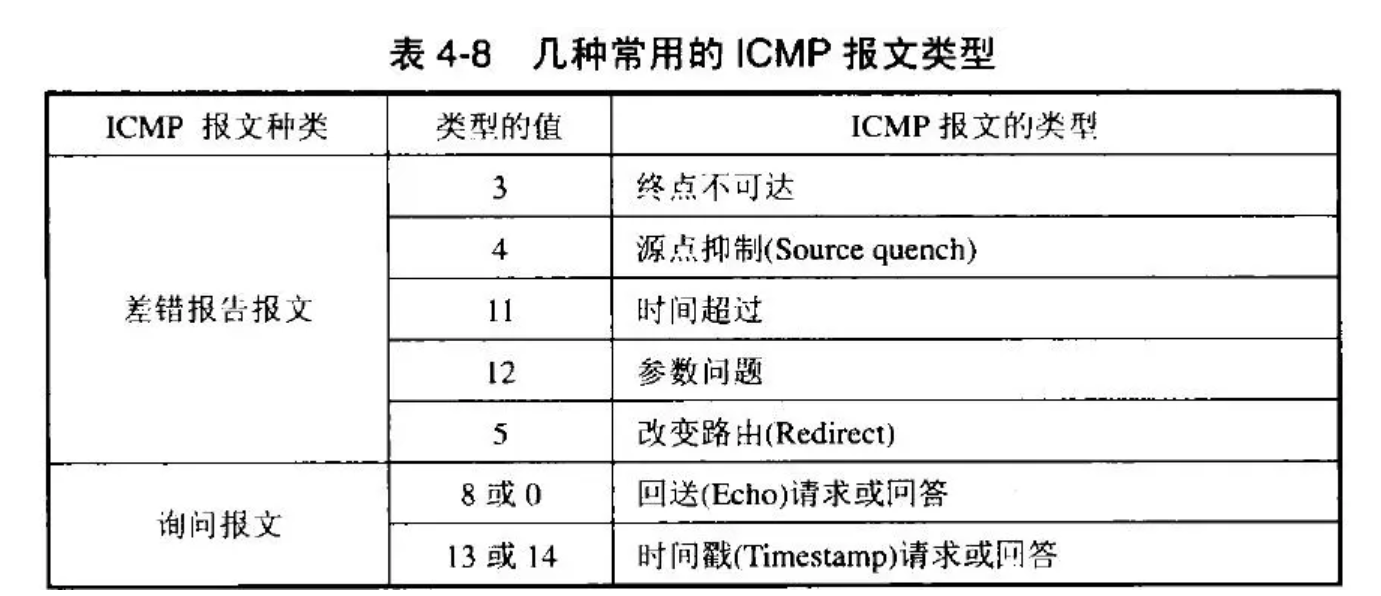 表 4-8 几种常用的 ICMP 报文类型
ICMP 报文种类 类型的值 ICMP 报文的类型
差错报告报文
3 终点不可达
4 源点抑制(Source quench)
11 时间超过
12 参数问题
5 改变路由(Redirect)
询问报文
8 或 0 回送(Echo)请求或回答
13 或 14 时间戳(Timestamp)请求或回答